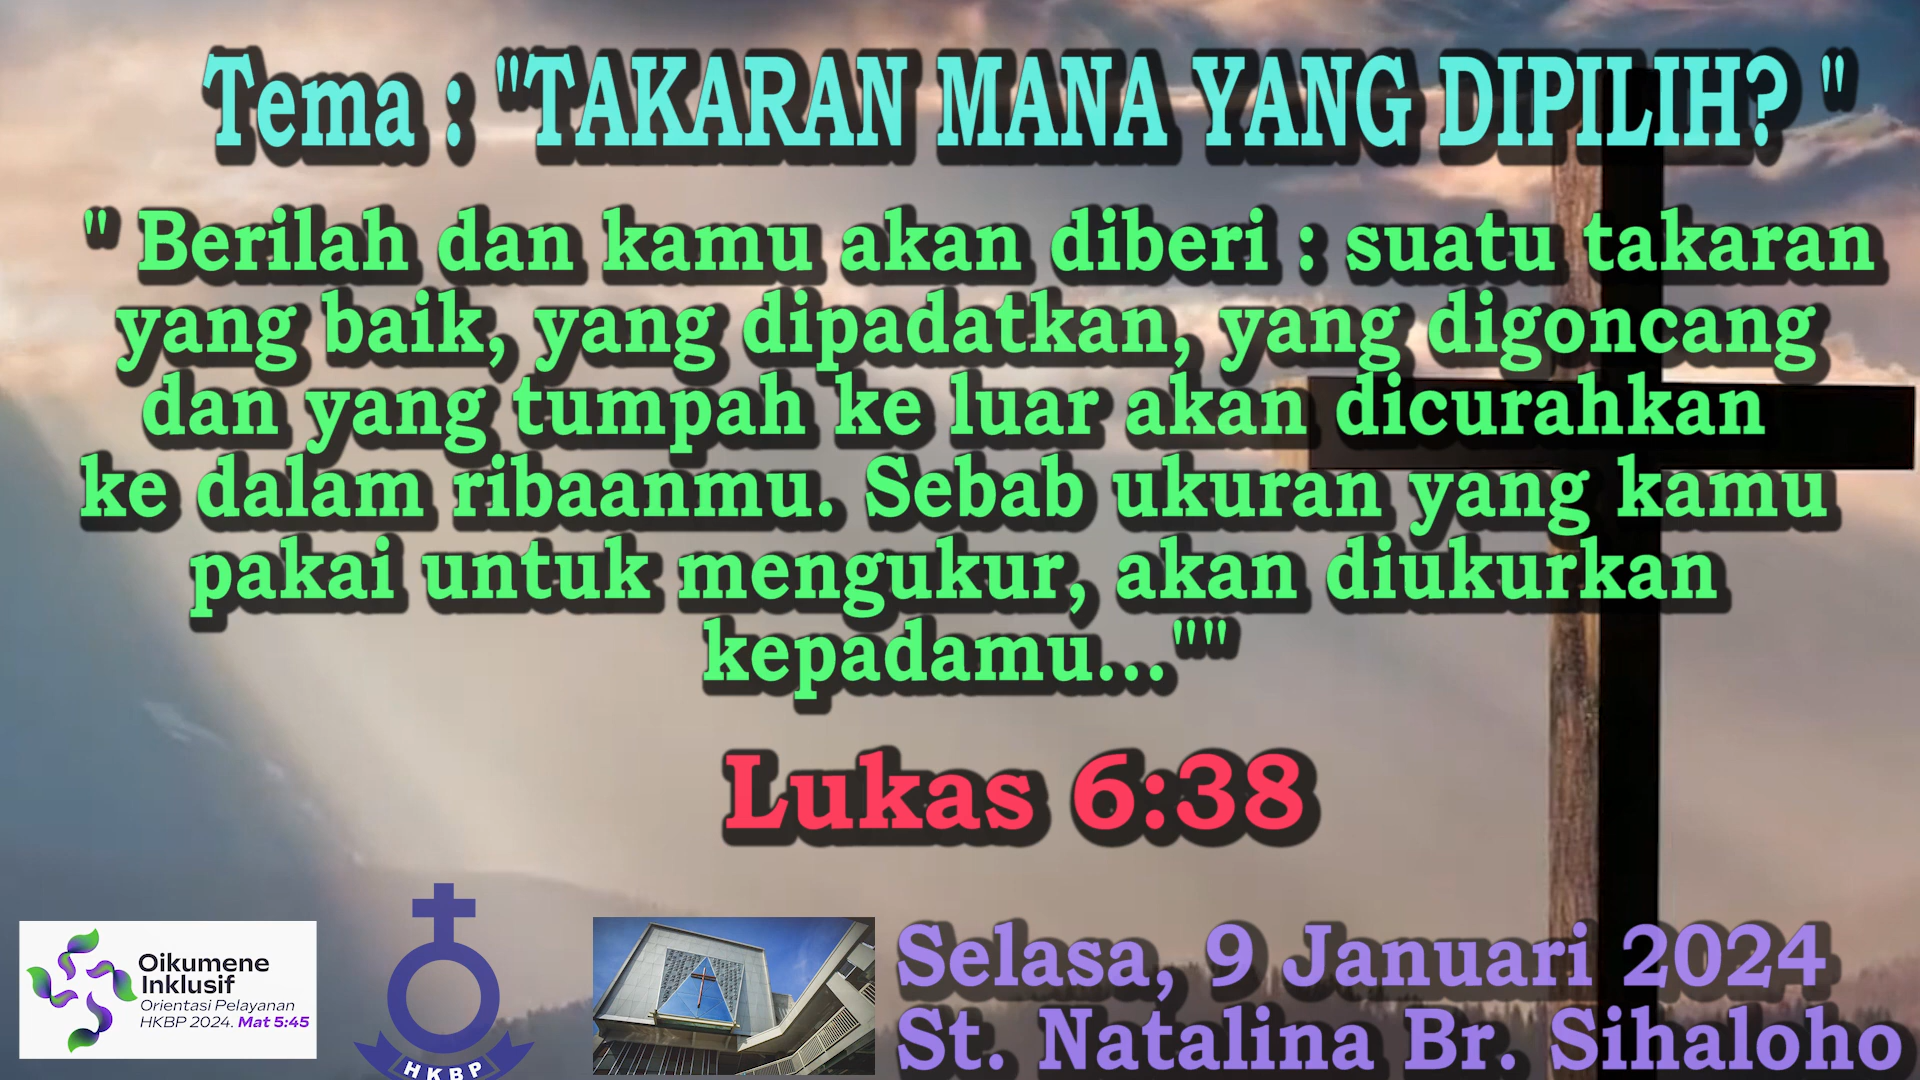 Tema : "TAKARAN MANA YANG DIPILIH? "
" Berilah dan kamu akan diberi : suatu takaran
yang baik, yang dipadatkan, yang digoncang
dan yang tumpah ke luar akan dicurahkan
ke dalam ribaanmu. Sebab ukuran yang kamu
pakai untuk mengukur, akan diukurkan
kepadamu...""
Lukas 6:38
Oikumene
Inklusif
Orientasi Pelayanan
HKBP 2024. Mat 5:45
HKBP
Selasa, 9 Januari 2024
St. Natalina Br. Sihaloho